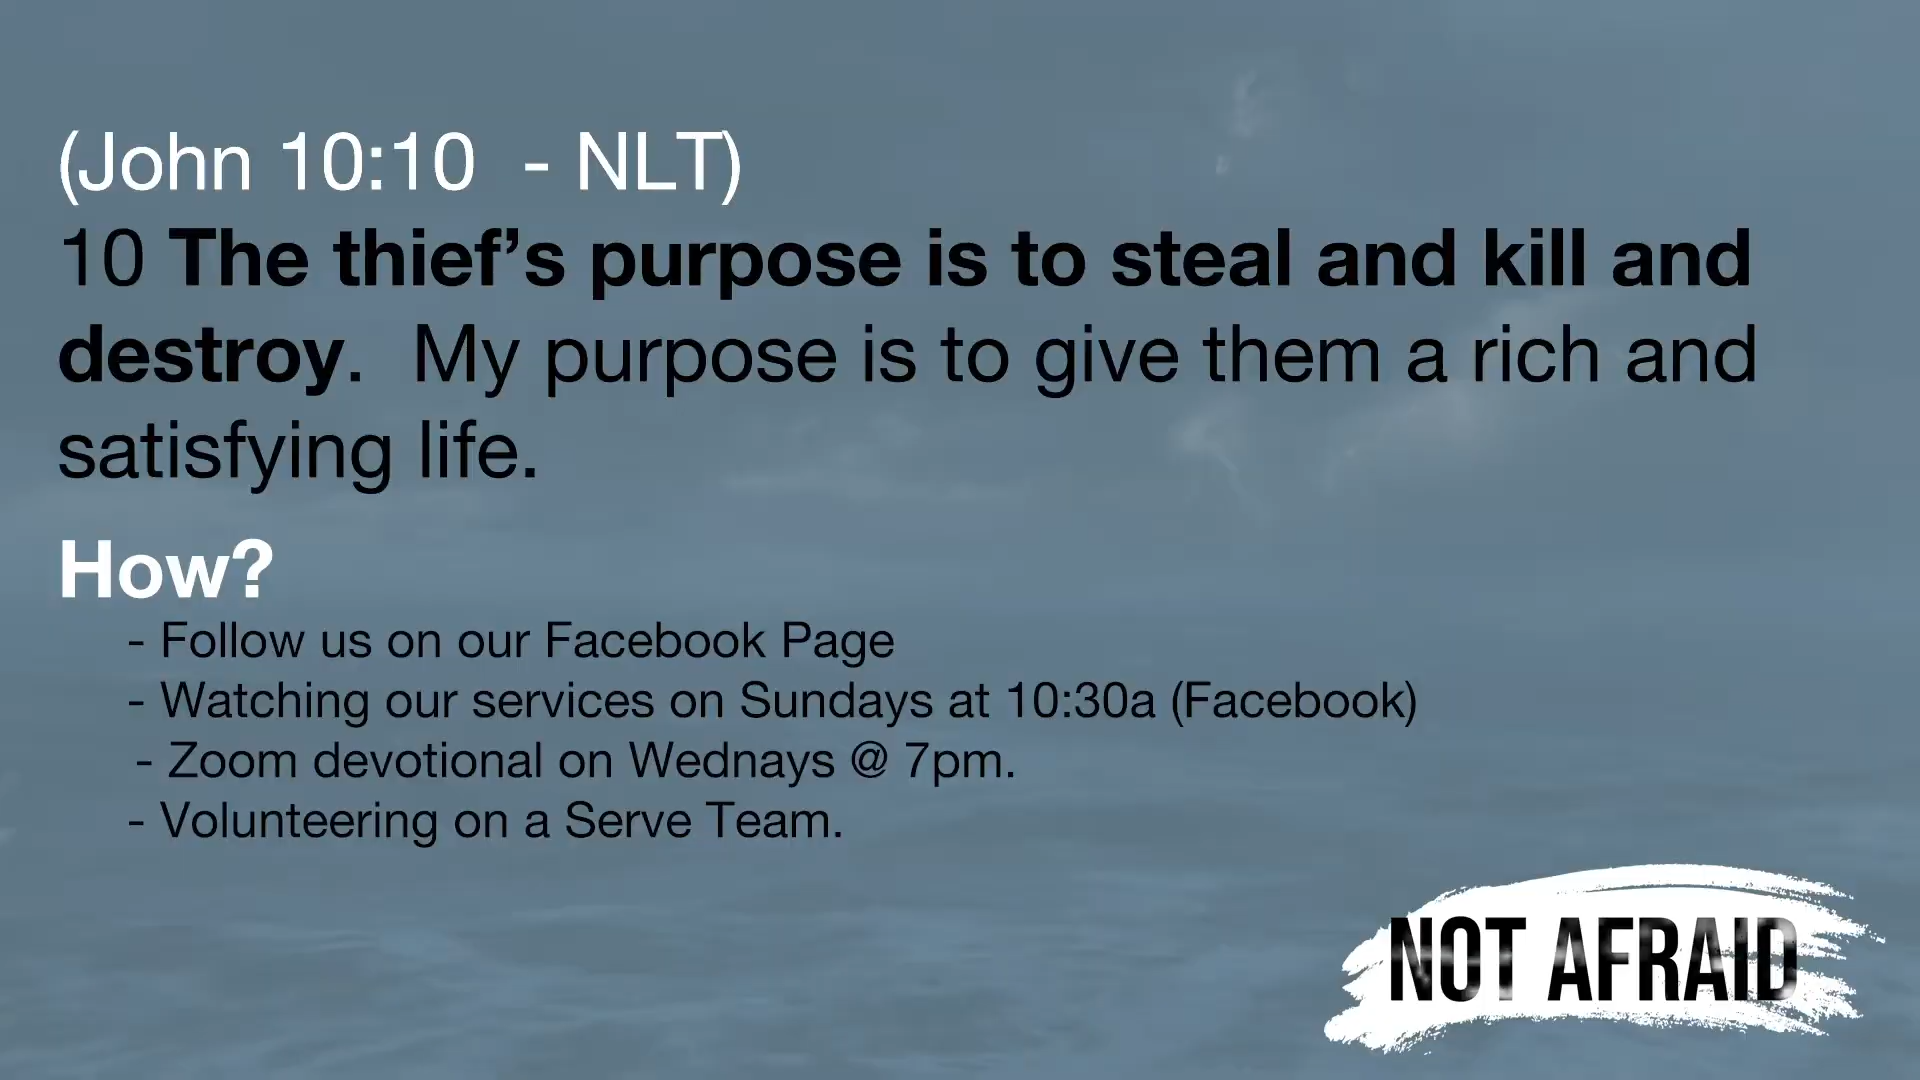 (John 10:10  - NLT)
10 The thief’s purpose is to steal and kill and
destroy.  My purpose is to give them a rich and
satisfying life.
How?
- Follow us on our Facebook Page
- Watching our services on Sundays at 10:30a (Facebook)
- Zoom devotional on Wednays @ 7pm.
- Volunteering on a Serve Team.
NOT AFRAID